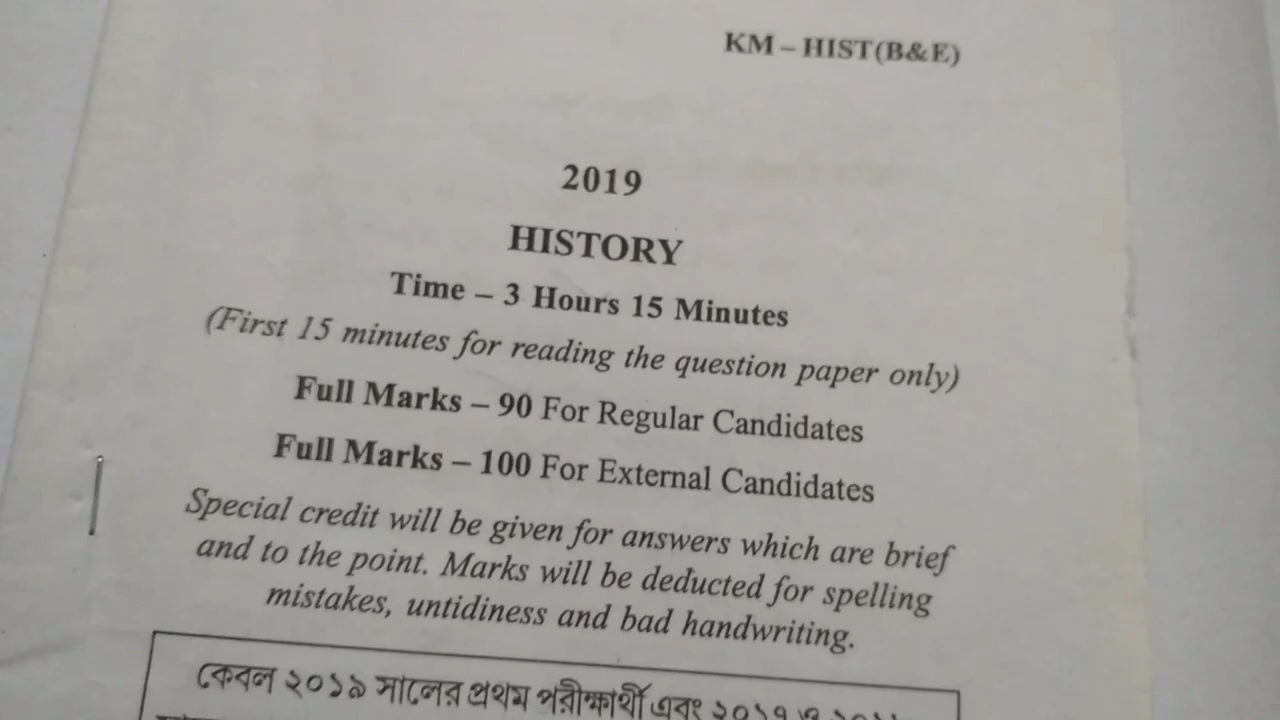 KM – HIST(B&E)
2019
HISTORY
Time – 3 Hours 15 Minutes
(First 15 minutes for reading the question paper only)
Full Marks – 90 For Regular Candidates
Full Marks – 100 For External Candidates
Special credit will be given for answers which are brief
and to the point. Marks will be deducted for spelling
mistakes, untidiness and bad handwriting.
কেবল ২০১৯ সালের প্রথম পরীক্ষার্থী এবং